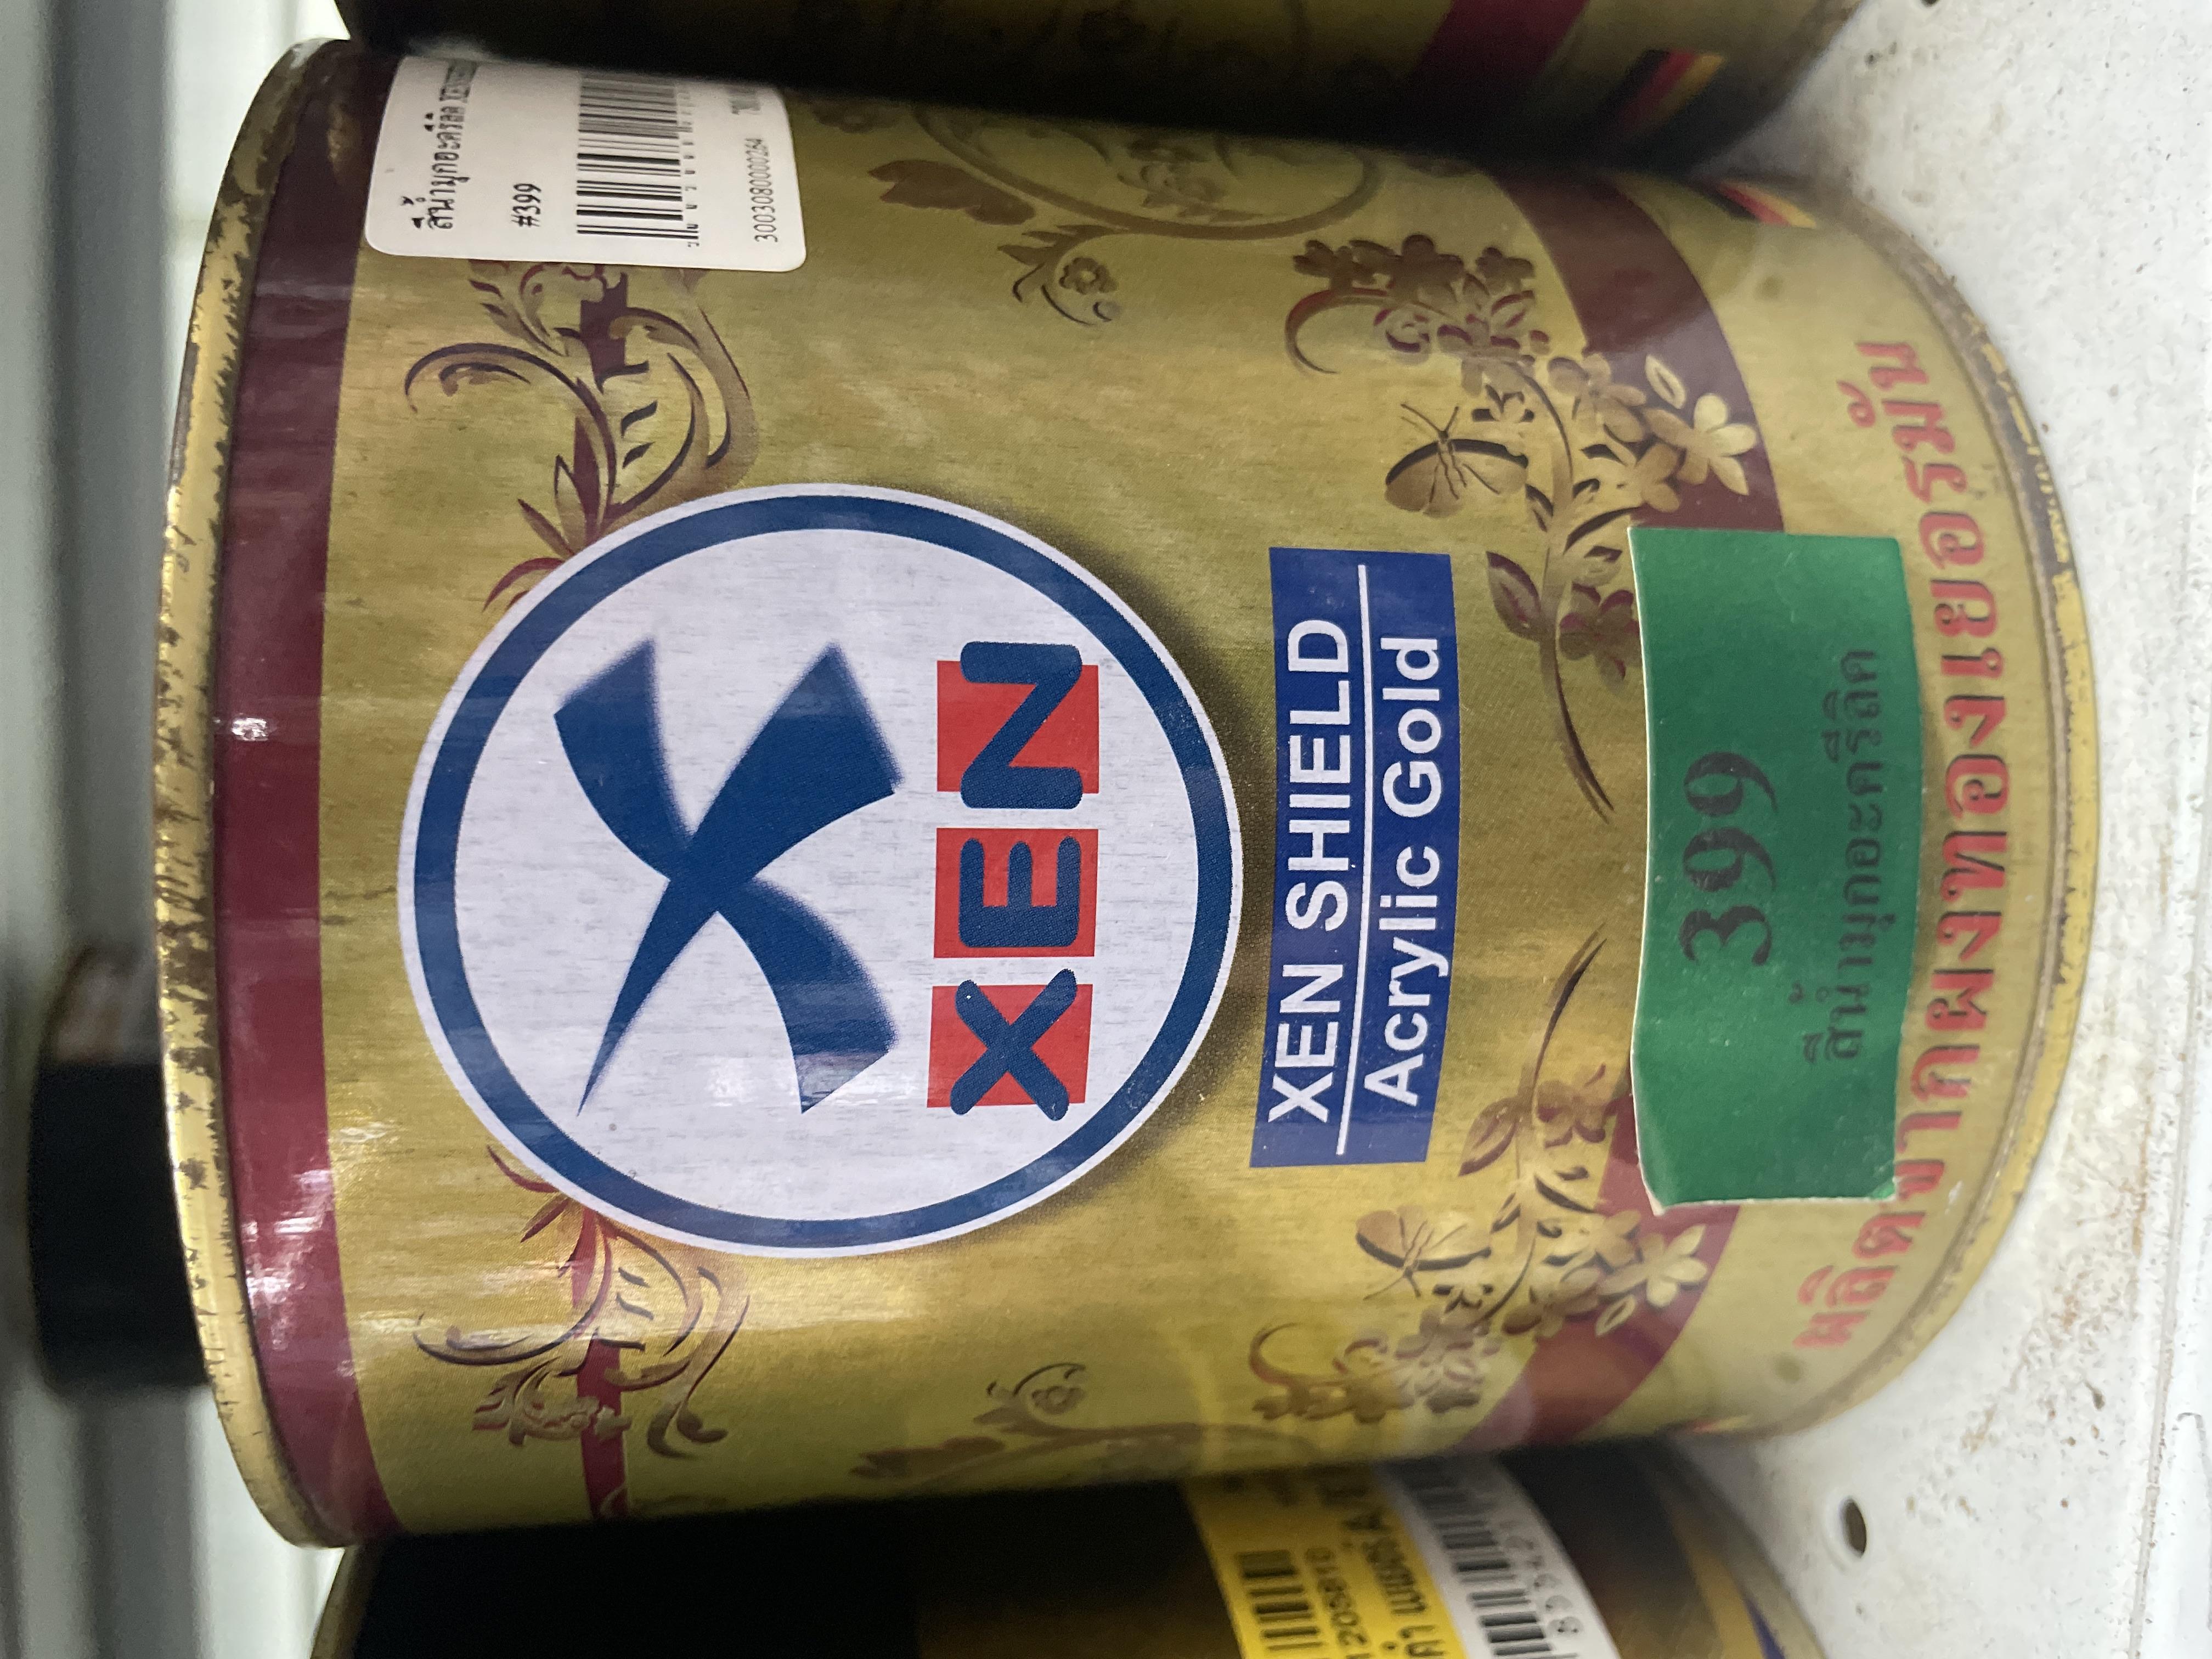 สีน้ำมุกอะคริลิค
#399
3003080000264
XEN
XEN SHIELD
Acrylic Gold
399
สีน้ำมุกอะคริลิค
ผลิตจากผงทองเยอรมัน